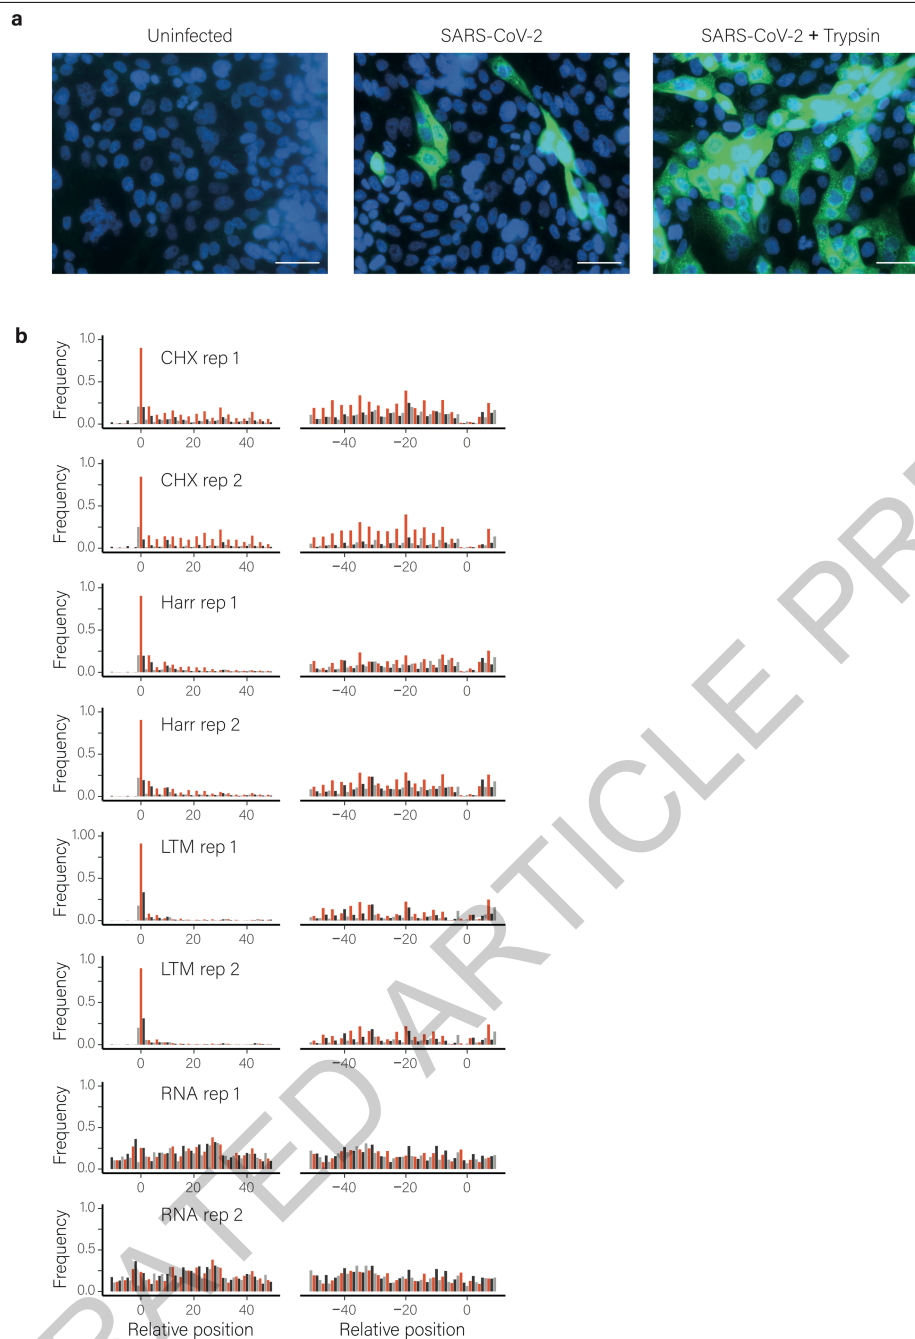 a
Uninfected
SARS-CoV-2
SARS-CoV-2 + Trypsin
b
Frequency
1.0
0.5
0.0
CHX rep 1
0 20 40
−40 −20 0
Frequency
1.0
0.5
0.0
CHX rep 2
0 20 40
−40 −20 0
Frequency
1.0
0.5
0.0
Harr rep 1
0 20 40
−40 −20 0
Frequency
1.0
0.5
0.0
Harr rep 2
0 20 40
−40 −20 0
Frequency
1.00
0.5
0.0
LTM rep 1
0 20 40
−40 −20 0
Frequency
1.0
0.5
0.0
LTM rep 2
0 20 40
−40 −20 0
Frequency
1.0
0.5
0.0
RNA rep 1
0 20 40
−40 −20 0
Frequency
1.0
0.5
0.0
RNA rep 2
0 20 40
−40 −20 0
Relative position
Relative position
RATED ARTICLE PR